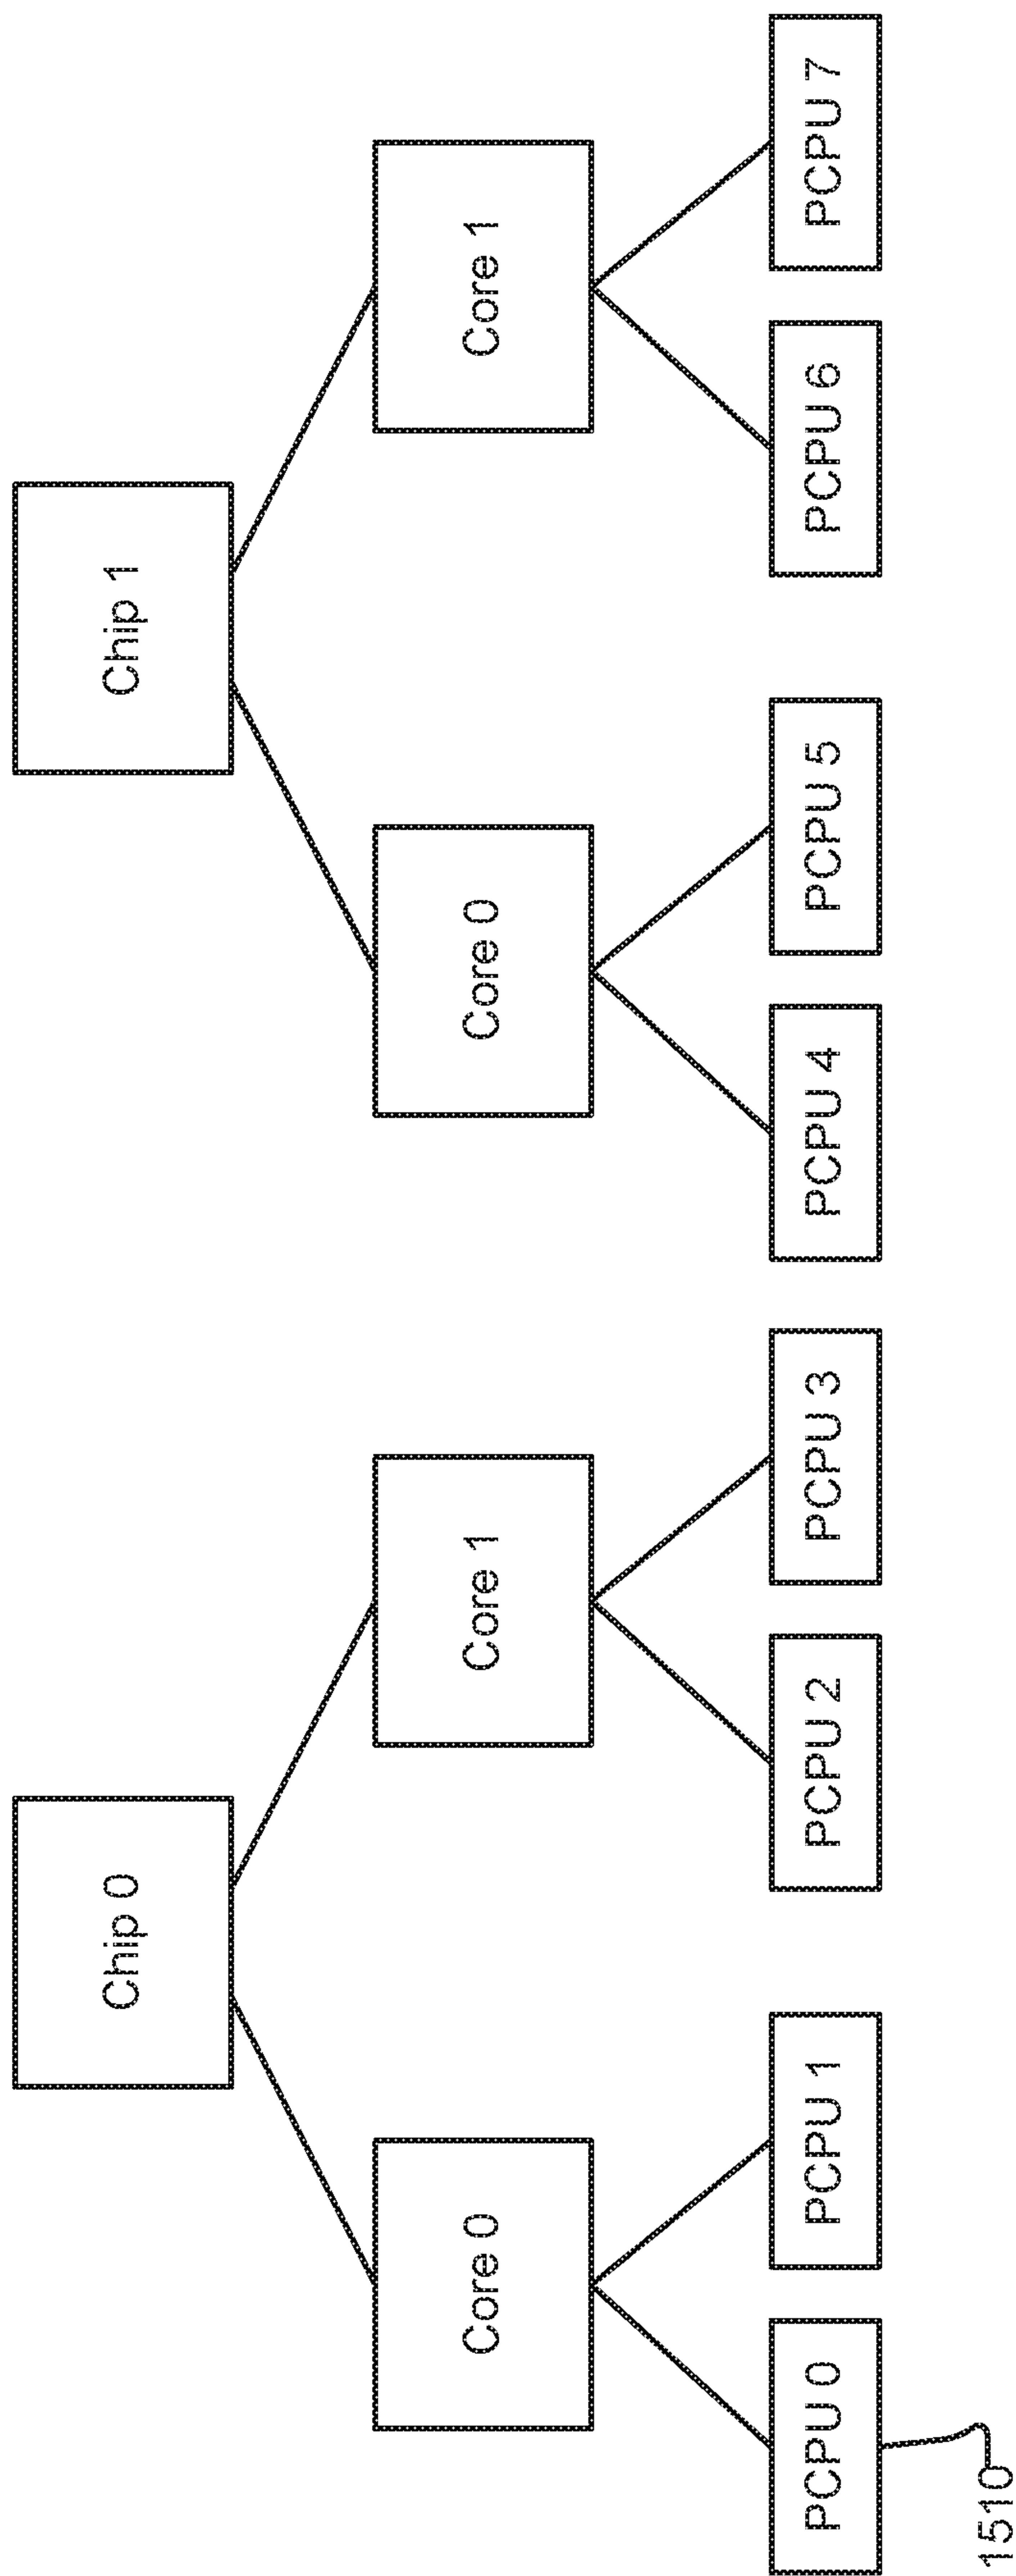 Chip 0
Chip 1
Core 0
Core 1
Core 0
Core 1
PCPU 0
PCPU 1
PCPU 2
PCPU 3
PCPU 4
PCPU 5
PCPU 6
PCPU 7
1510